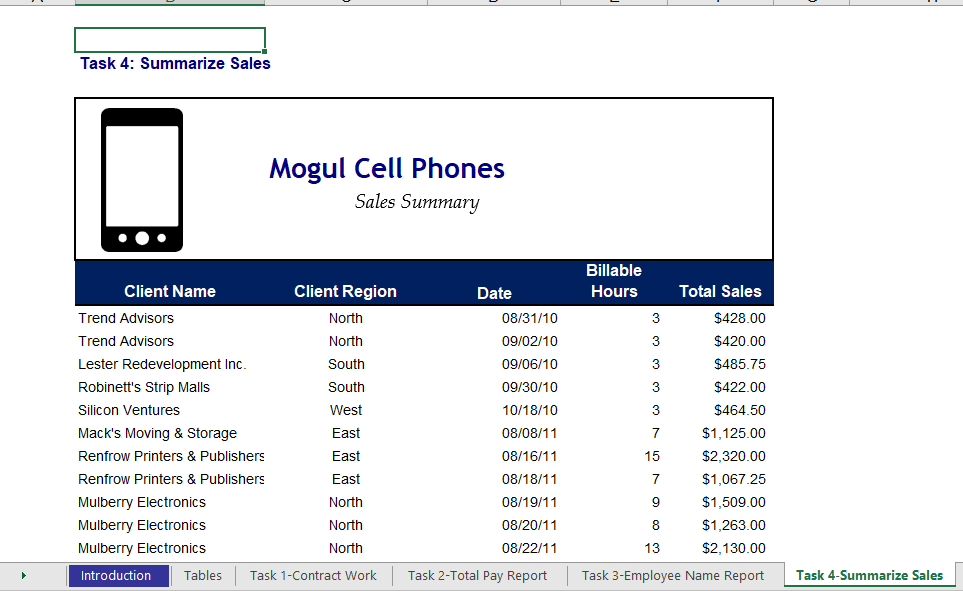 Task 4: Summarize Sales
Mogul Cell Phones
Sales Summary
Client Name Client Region Date Billable Hours Total Sales
Trend Advisors North 08/31/10 3 $428.00
Trend Advisors North 09/02/10 3 $420.00
Lester Redevelopment Inc. South 09/06/10 3 $485.75
Robinett's Strip Malls South 09/30/10 3 $422.00
Silicon Ventures West 10/18/10 3 $464.50
Mack's Moving & Storage East 08/08/11 7 $1,125.00
Renfrow Printers & Publishers East 08/16/11 15 $2,320.00
Renfrow Printers & Publishers East 08/18/11 7 $1,067.25
Mulberry Electronics North 08/19/11 9 $1,509.00
Mulberry Electronics North 08/20/11 8 $1,263.00
Mulberry Electronics North 08/22/11 13 $2,130.00
Introduction Tables Task 1-Contract Work Task 2-Total Pay Report Task 3-Employee Name Report Task 4-Summarize Sales